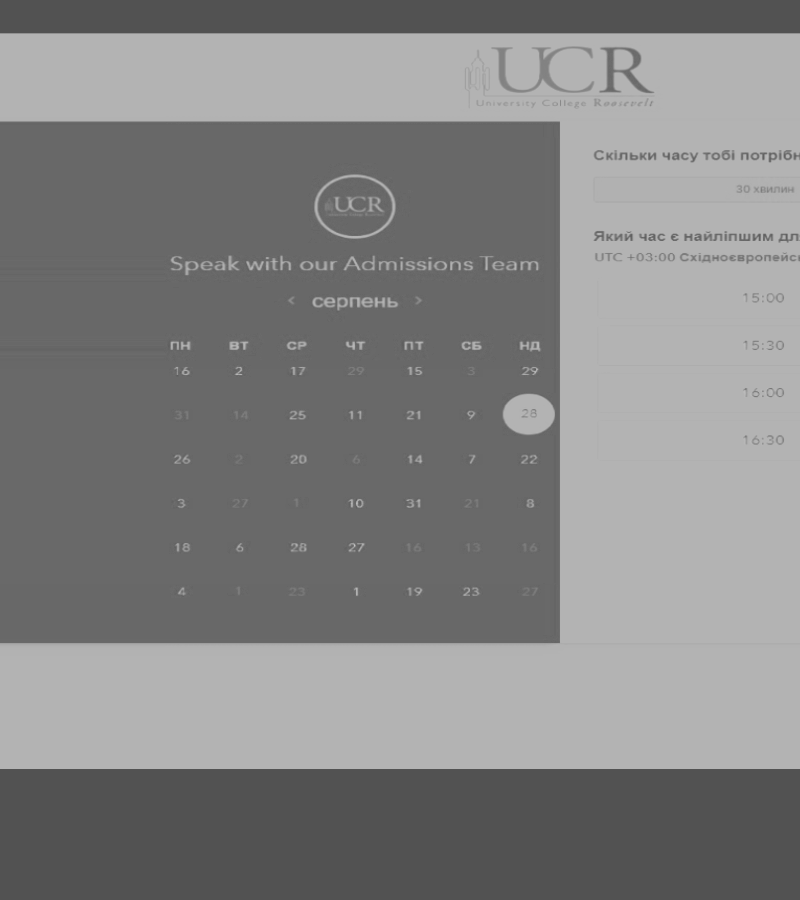 UCR
University College Roosevelt
UCR
Speak with our Admissions Team
< серпень >
ПН ВТ СР ЧТ ПТ СБ НД
16 2 17 29 15 3 29
31 14 25 11 21 9 28
26 2 20 6 14 7 22
3 27 1 10 31 21 8
18 6 28 27 16 13 16
4 1 23 1 19 23 27
Скільки часу тобі потрібн
30 хвилин
Який час є найліпшим дл
UTC +03:00 Східноєвропейс
15:00
15:30
16:00
16:30